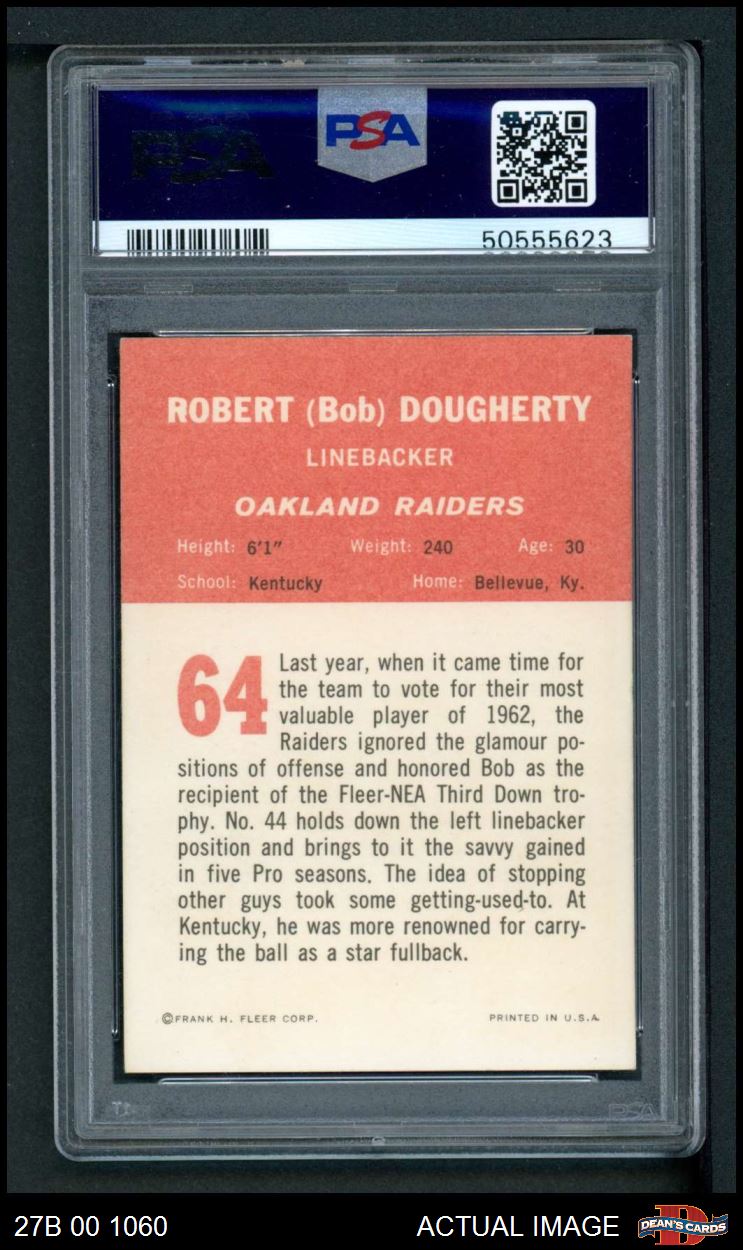 PSA
PSA
50555623
ROBERT (Bob) DOUGHERTY
LINEBACKER
OAKLAND RAIDERS
Height: 6'1" Weight: 240 Age: 30
School: Kentucky Home: Bellevue, Ky.
64
Last year, when it came time for
the team to vote for their most
valuable player of 1962, the
Raiders ignored the glamour po-
sitions of offense and honored Bob as the
recipient of the Fleer-NEA Third Down tro-
phy. No. 44 holds down the left linebacker
position and brings to it the savvy gained
in five Pro seasons. The idea of stopping
other guys took some getting-used-to. At
Kentucky, he was more renowned for carry-
ing the ball as a star fullback.
©FRANK H. FLEER CORP. PRINTED IN U.S.A.
PSA
27B 00 1060 ACTUAL IMAGE DEAN'S CARDS